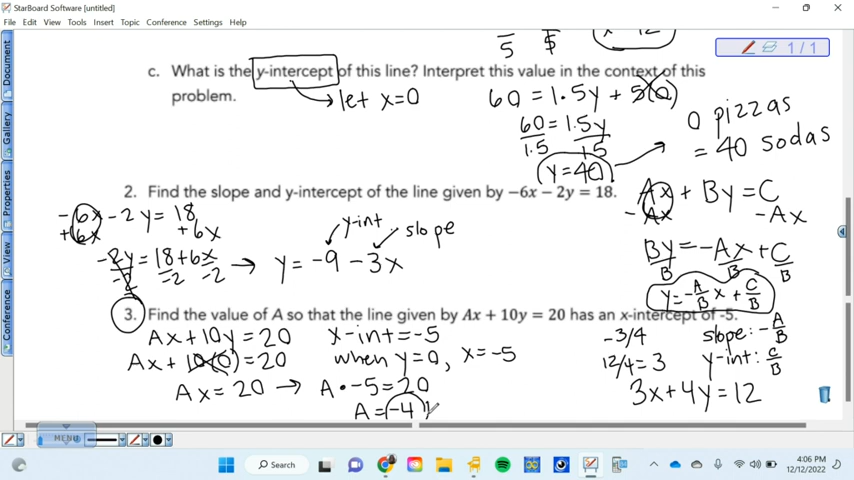 StarBoard Software [untitled]
File Edit View Tools Topic Conference Settings Help
1/1
Document
Gallery
Properties
View
Conference
5 $
c. What is the y-intercept of this line? Interpret this value in the context of this
problem.
let x=0
60 = 1.5y + 5(0)
60 = 1.5y
1.5 1.5
y=40
0 pizzas
= 40 sodas
2. Find the slope and y-intercept of the line given by −6x − 2y = 18.
-6x - 2y = 18
+6x +6x
-2y = 18+6x
-2 -2 -2
y-int slope
y = -9 - 3x
Ax + By = C
-Ax -Ax
By = -Ax + C
B B B
y = -A/B x + C/B
3. Find the value of A so that the line given by Ax + 10y = 20 has an x-intercept of -5.
Ax + 10y = 20
Ax + 10(0) = 20
Ax = 20 →
x-int = -5
when y=0, x=-5
A • -5 = 20
A = -4
-3/4
12/4 = 3
slope: -A/B
y-int: C/B
3x + 4y = 12
MENU
Search
4:06 PM
12/12/2022